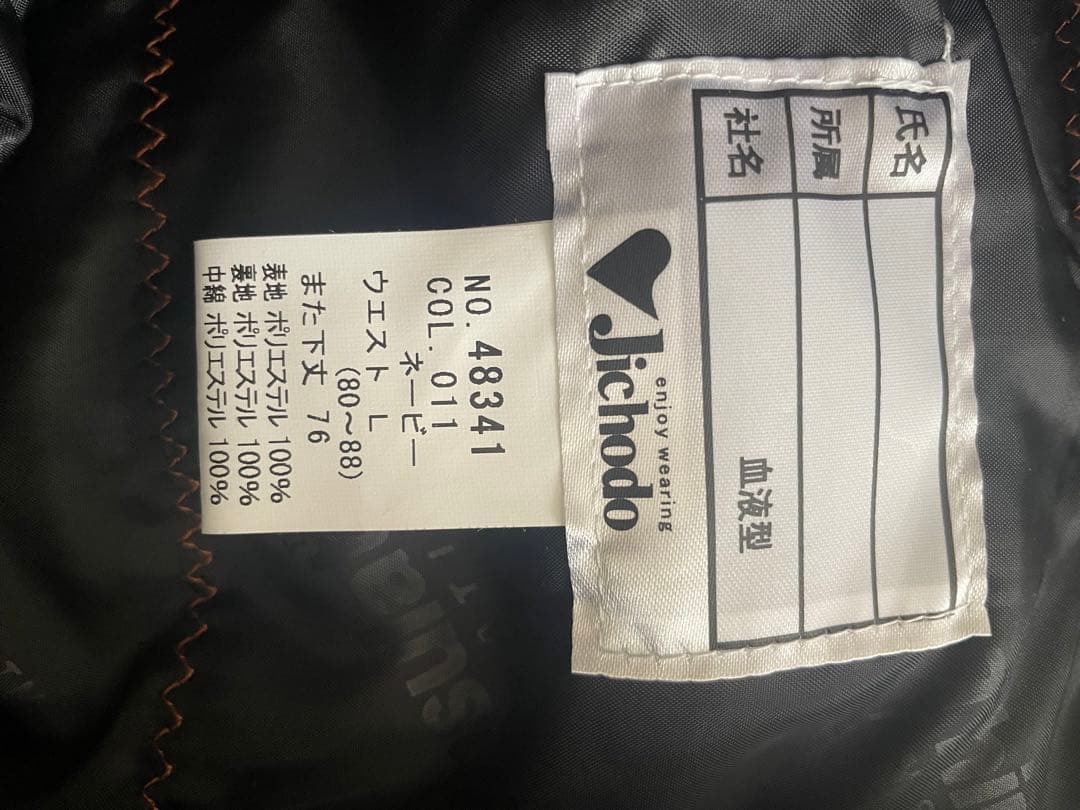 氏名
所属
社名 血液型
enjoy wearing
Jichodo
NO. 48341
COL. 011
ネービー
ウエスト L
(80～88)
また下丈 76
表地 ポリエステル 100%
裏地 ポリエステル 100%
中綿 ポリエステル 100%